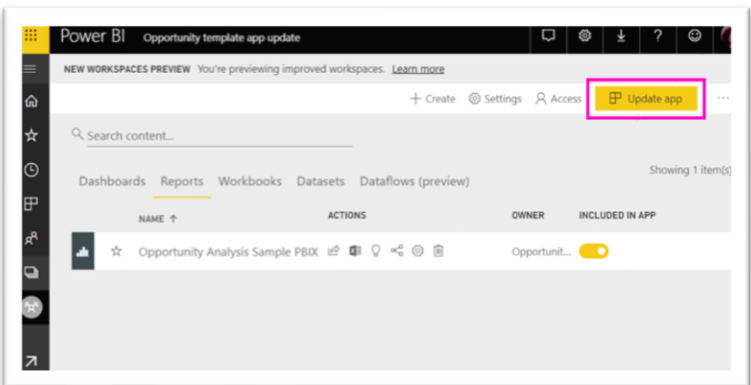 Power BI Opportunity template app update
NEW WORKSPACES PREVIEW You're previewing improved workspaces. Learn more
Create Settings Access Update app
Search content...
Showing 1 item(s)
Dashboards Reports Workbooks Datasets Dataflows (preview)
NAME ACTIONS OWNER INCLUDED IN APP
Opportunity Analysis Sample PBIX Opportunit...